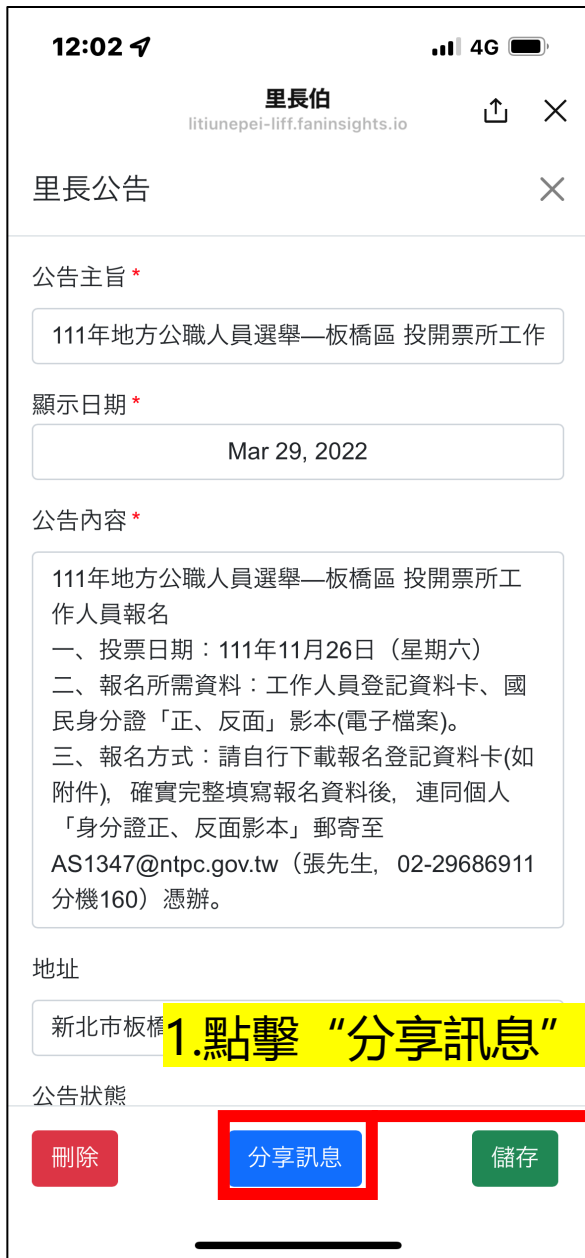 12:02
4G
里長伯
litiunepei-liff.faninsights.io
里長公告
公告主旨*
111年地方公職人員選舉—板橋區 投開票所工作
顯示日期*
Mar 29, 2022
公告內容*
111年地方公職人員選舉—板橋區 投開票所工
作人員報名
一、投票日期：111年11月26日（星期六）
二、報名所需資料：工作人員登記資料卡、國
民身分證「正、反面」影本(電子檔案)。
三、報名方式：請自行下載報名登記資料卡(如
附件)，確實完整填寫報名資料後，連同個人
「身分證正、反面影本」郵寄至
AS1347@ntpc.gov.tw（張先生，02-29686911
分機160）憑辦。
地址
新北市板橋
1.點擊“分享訊息”
公告狀態
刪除
分享訊息
儲存